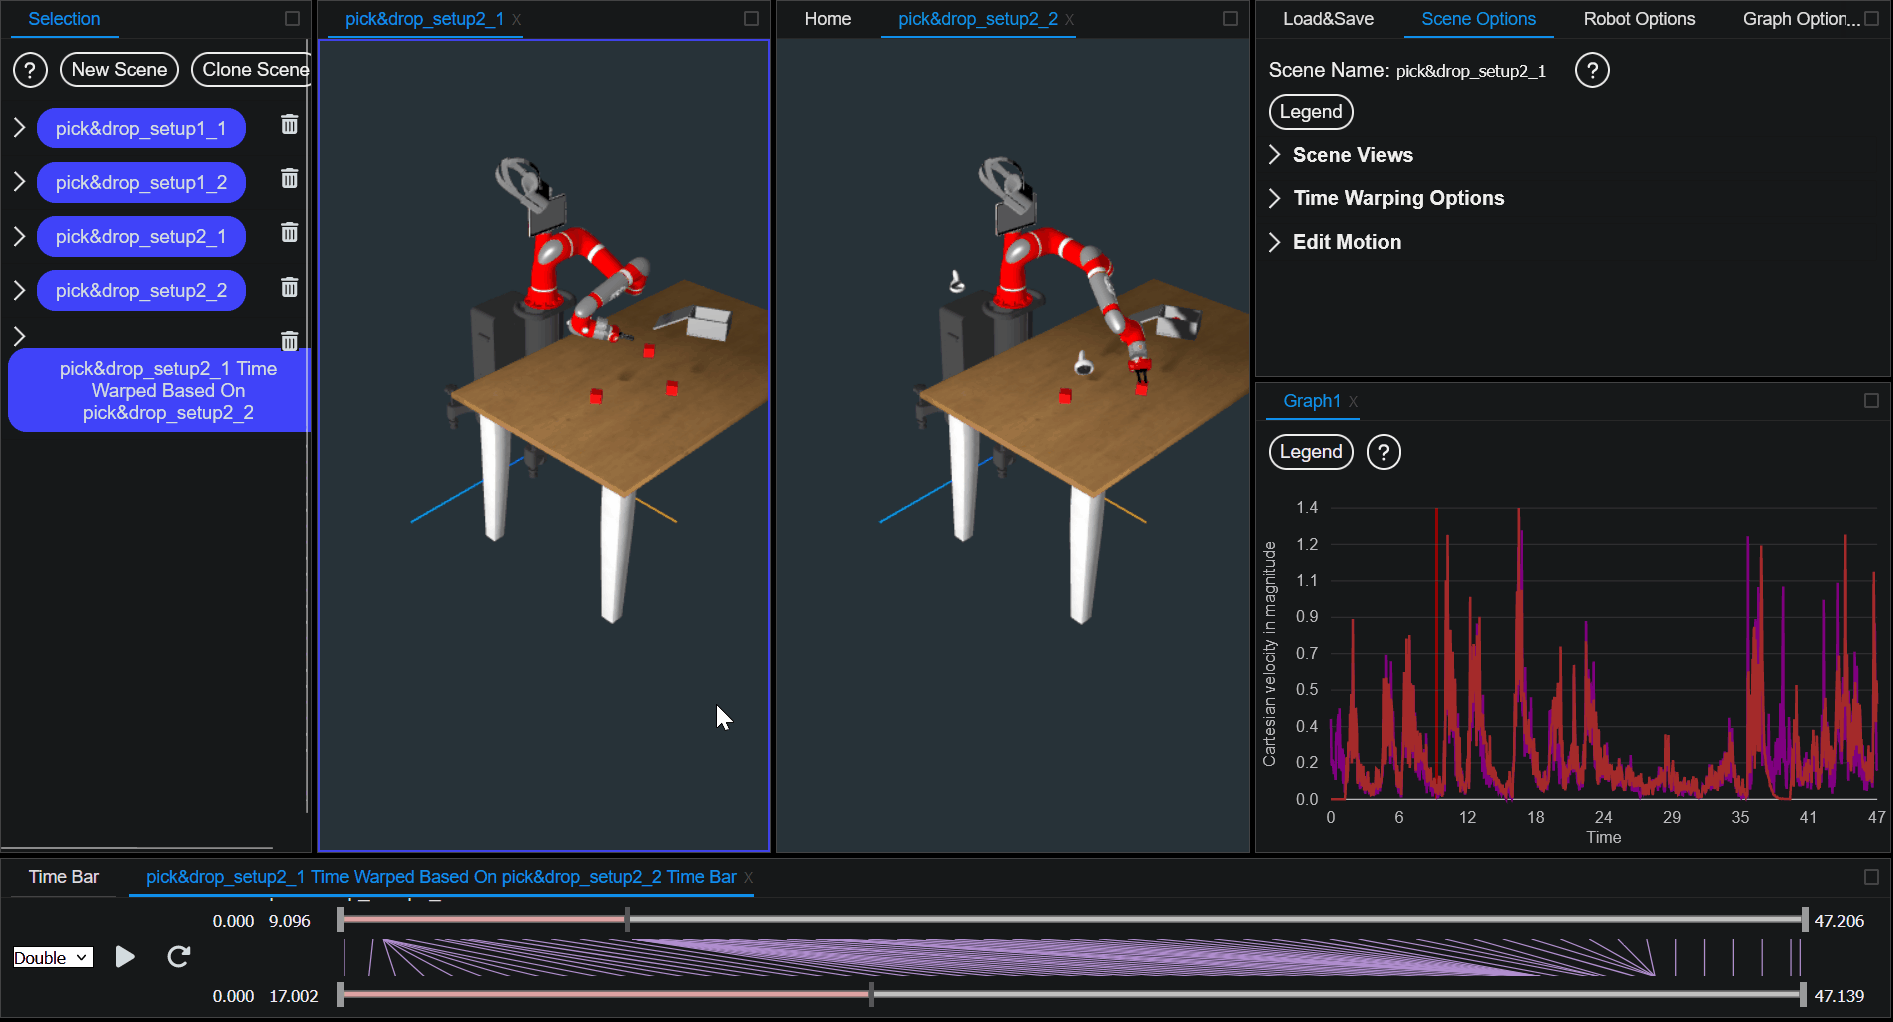 Selection
pick&drop_setup2_1 X
Home
pick&drop_setup2_2 X
Load&Save
Scene Options
Robot Options
Graph Option...
?
New Scene
Clone Scene
pick&drop_setup1_1
pick&drop_setup1_2
pick&drop_setup2_1
pick&drop_setup2_2
pick&drop_setup2_1 Time
Warped Based On
pick&drop_setup2_2
Scene Name: pick&drop_setup2_1
?
Legend
Scene Views
Time Warping Options
Edit Motion
Graph1 X
Legend
?
Cartesian velocity in magnitude
1.4
1.2
1.1
0.9
0.7
0.5
0.4
0.2
0.0
0 6 12 18 24 29 35 41 47
Time
Time Bar
pick&drop_setup2_1 Time Warped Based On pick&drop_setup2_2 Time Bar X
0.000 9.096 47.206
Double
0.000 17.002 47.139